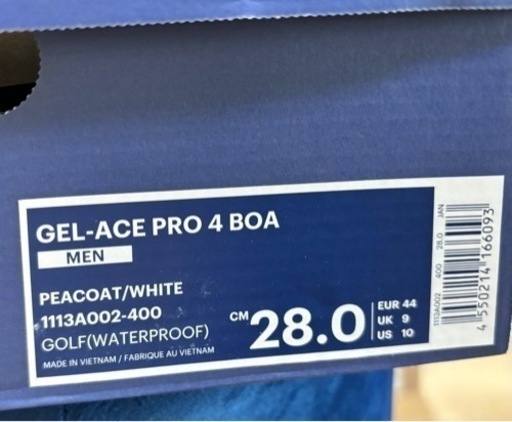 GEL-ACE PRO 4 BOA
MEN
PEACOAT/WHITE
1113A002-400
GOLF(WATERPROOF)
MADE IN VIETNAM / FABRIQUE AU VIETNAM
CM 28.0
EUR 44
UK 9
US 10
1113A002 400 28.0 JAN
4 550214 166093